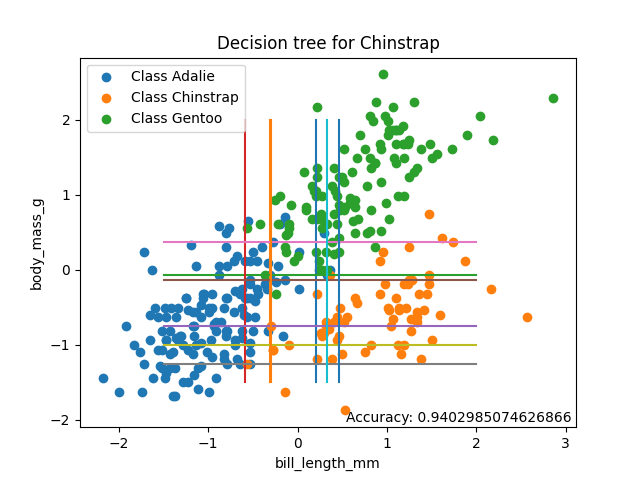 Decision tree for Chinstrap
Class Adalie
Class Chinstrap
Class Gentoo
body_mass_g
2
1
0
−1
−2
Accuracy: 0.9402985074626866
−2
−1
0
1
2
3
bill_length_mm